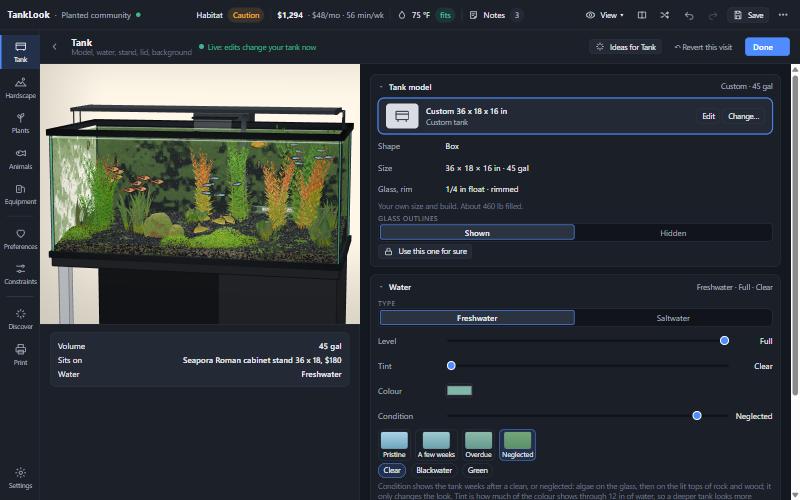 TankLook · Planted community
Habitat Caution $1,294 · $48/mo · 56 min/wk 75 °F fits Notes 3
View Save
Tank
Model, water, stand, lid, background
Live: edits change your tank now
Ideas for Tank
Revert this visit
Done
Tank
Hardscape
Plants
Animals
Equipment
Preferences
Constraints
Discover
Print
Settings
Volume 45 gal
Sits on Seapora Roman cabinet stand 36 x 18, $180
Water Freshwater
Tank model Custom · 45 gal
Custom 36 x 18 x 16 in
Custom tank
Edit Change...
Shape Box
Size 36 × 18 × 16 in · 45 gal
Glass, rim 1/4 in float · rimmed
Your own size and build. About 460 lb filled.
GLASS OUTLINES
Shown Hidden
Use this one for sure
Water Freshwater · Full · Clear
TYPE
Freshwater Saltwater
Level Full
Tint Clear
Colour
Condition Neglected
Pristine A few weeks Overdue Neglected
Clear Blackwater Green
Condition shows the tank weeks after a clean, or neglected: algae on the glass, then on the lit tops of rock and wood; it
only changes the look. Tint is how much of the colour shows through 12 in of water, so a deeper tank looks more